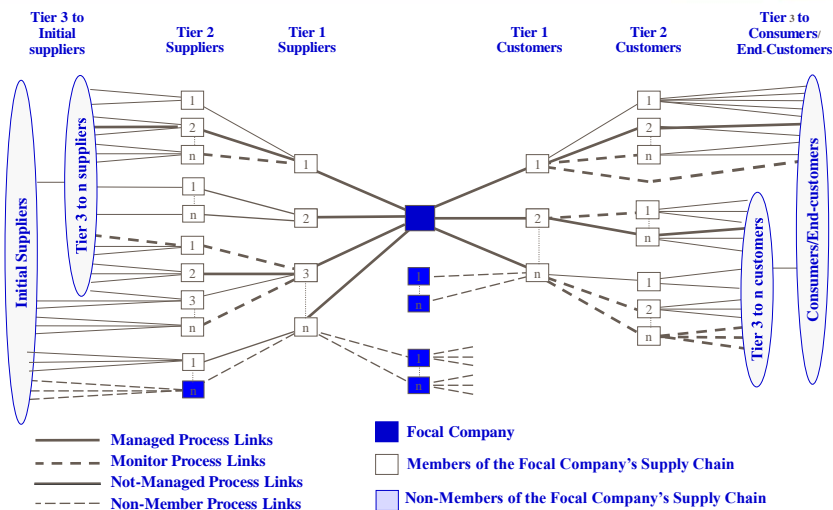 Tier 3 to
Initial
suppliers
Tier 2
Suppliers
Tier 1
Suppliers
Tier 1
Customers
Tier 2
Customers
Tier 3 to
Consumers/
End-Customers
Initial Suppliers
Tier 3 to n suppliers
1
2
n
1
n
1
2
3
n
1
n
1
2
3
n
1
n
1
n
1
2
n
1
2
n
1
n
1
2
n
Tier 3 to n customers
Consumers/End-customers
Managed Process Links
Monitor Process Links
Not-Managed Process Links
Non-Member Process Links
Focal Company
Members of the Focal Company's Supply Chain
Non-Members of the Focal Company's Supply Chain